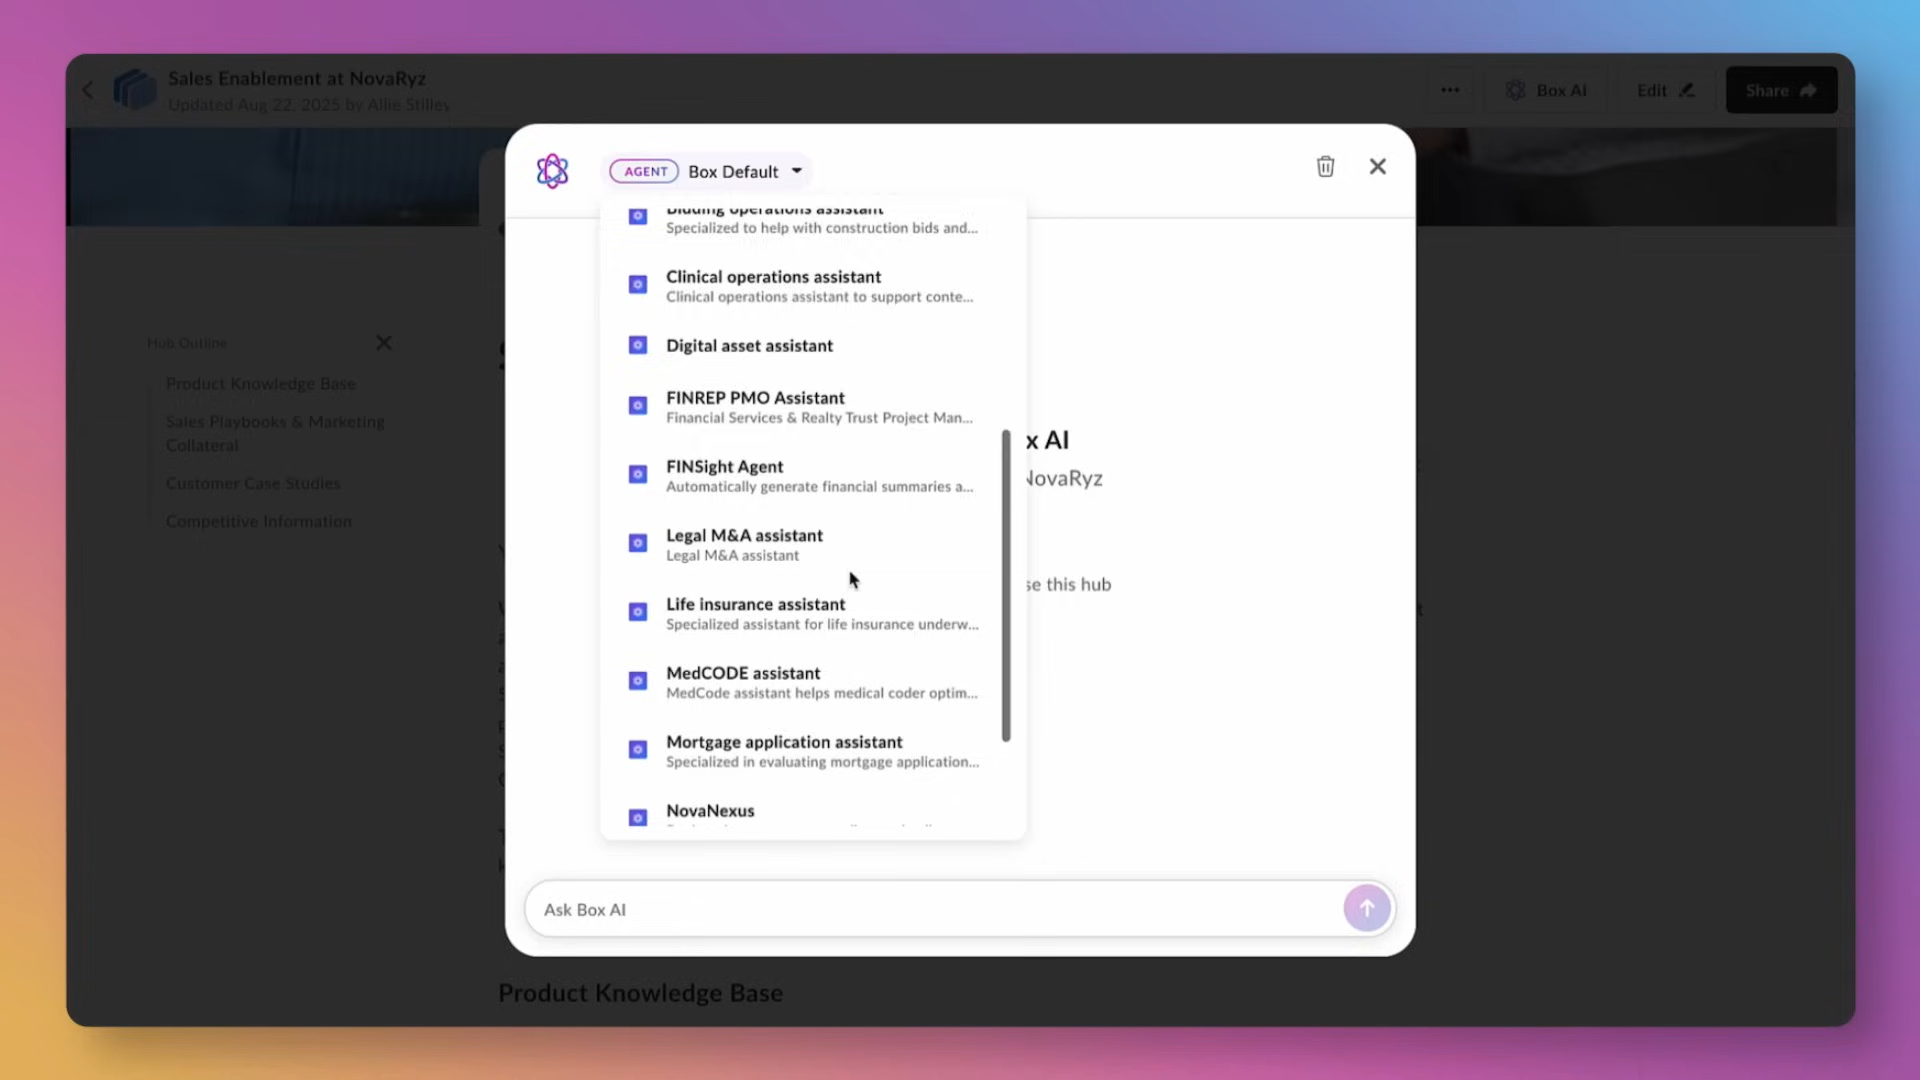 Sales Enablement at NovaRyz
Updated Aug 22, 2025 by Allie Stilley
Box AI
Edit
Share
AGENT Box Default
Bidding operations assistant
Specialized to help with construction bids and...
Clinical operations assistant
Clinical operations assistant to support conte...
Digital asset assistant
FINREP PMO Assistant
Financial Services & Realty Trust Project Man...
FINSight Agent
Automatically generate financial summaries a...
Legal M&A assistant
Legal M&A assistant
Life insurance assistant
Specialized assistant for life insurance underw...
MedCODE assistant
MedCode assistant helps medical coder optim...
Mortgage application assistant
Specialized in evaluating mortgage application...
NovaNexus
Hub Outline
Product Knowledge Base
Sales Playbooks & Marketing
Collateral
Customer Case Studies
Competitive Information
x AI
NovaRyz
se this hub
Ask Box AI
Product Knowledge Base